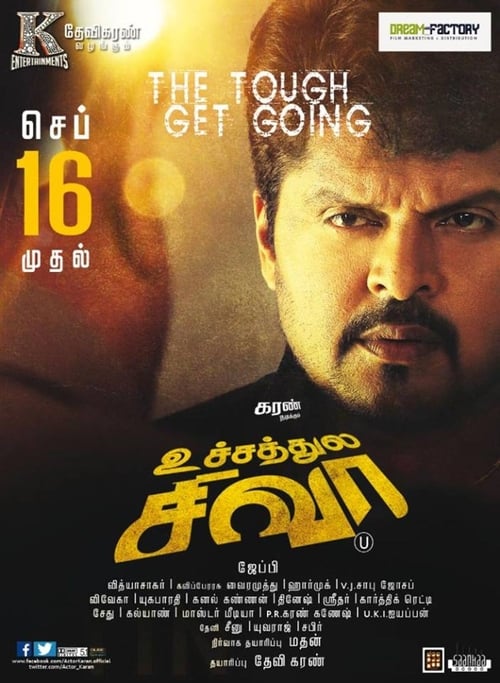 K
ENTERTAINMENTS
தேவிகரண்
வழங்கும்
DREAM-FACTORY
FILM MARKETING & DISTRIBUTION
THE TOUGH
GET GOING
செப்
16
முதல்
கரண்
நடிக்கும்
உச்சத்துல
சிவா
U
ஜேப்பி
வித்யாசாகர் | கவிப்பேரரசு வைரமுத்து | ஹார்முக் | V.J.சாபு ஜோசப்
விவேகா | யுகபாரதி | கனல் கண்ணன் | தினேஷ் | ஸ்ரீதர் | கார்த்திக் ரெட்டி
சேது | கல்யாண் | மாஸ்டர் மீடியா | P.R.கரண் கணேஷ் | U.K.I.ஐயப்பன்
தேனி சீனு | யுவராஜ் | சபிர்
நிர்வாக தயாரிப்பு மதன்
தயாரிப்பு தேவி கரண்
www.facebook.com/ActorKaran.official
twitter.com/Actor_Karan